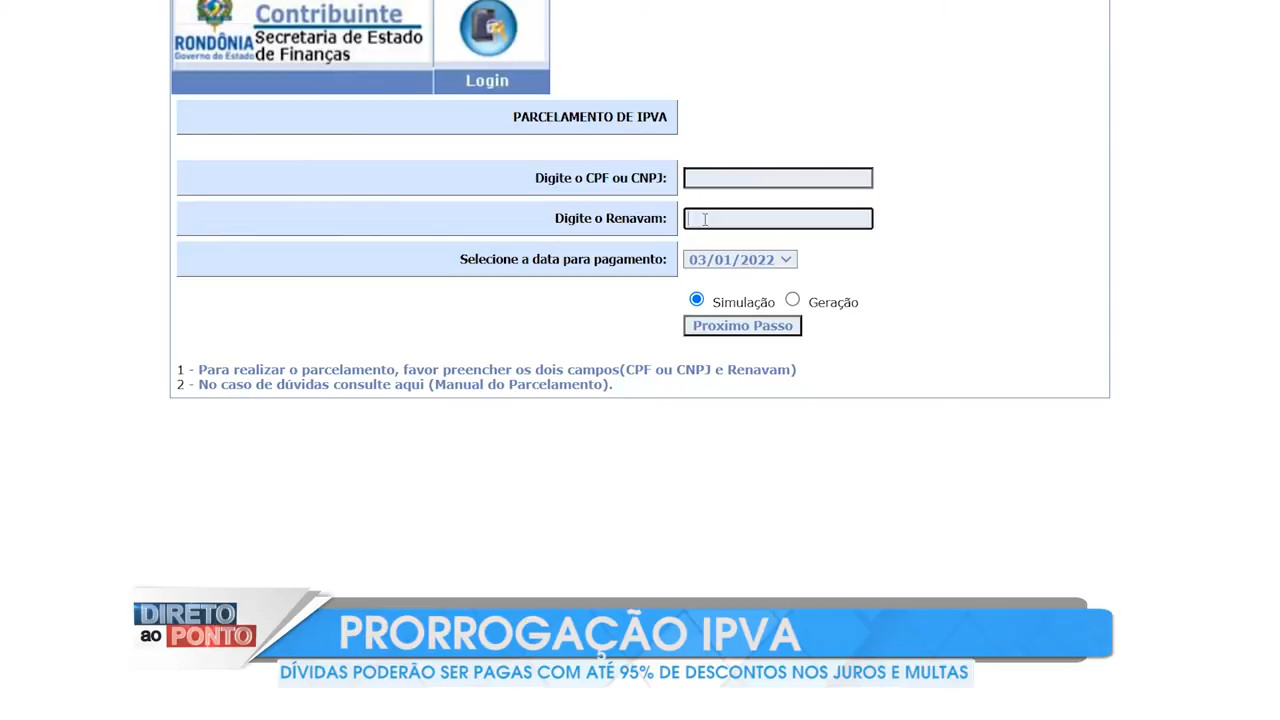 Contribuinte
RONDÔNIA
Governo do Estado
Secretaria de Estado
de Finanças
Login
PARCELAMENTO DE IPVA
Digite o CPF ou CNPJ:
Digite o Renavam:
Selecione a data para pagamento: 03/01/2022
Simulação Geração
Proximo Passo
1 - Para realizar o parcelamento, favor preencher os dois campos(CPF ou CNPJ e Renavam)
2 - No caso de dúvidas consulte aqui (Manual do Parcelamento).
DIRETO
ao PONTO
PRORROGAÇÃO IPVA
DÍVIDAS PODERÃO SER PAGAS COM ATÉ 95% DE DESCONTOS NOS JUROS E MULTAS